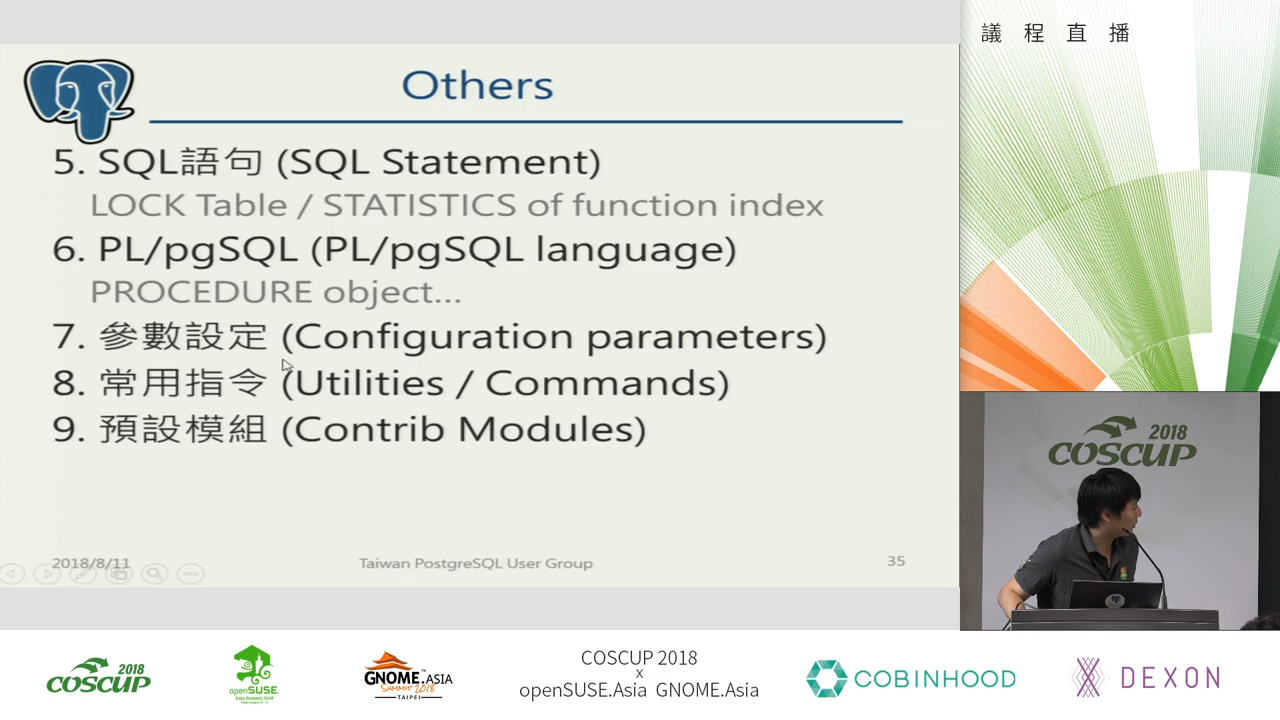 議程直播
Others
5. SQL語句 (SQL Statement)
LOCK Table / STATISTICS of function index
6. PL/pgSQL (PL/pgSQL language)
PROCEDURE object...
7. 參數設定 (Configuration parameters)
8. 常用指令 (Utilities / Commands)
9. 預設模組 (Contrib Modules)
2018/8/11
Taiwan PostgreSQL User Group
35
2018
COSCUP
2018
COSCUP
openSUSE
GNOME.ASIA
SUMMIT 2018
TAIPEI
COSCUP 2018
x
openSUSE.Asia GNOME.Asia
COBINHOOD
DEXON